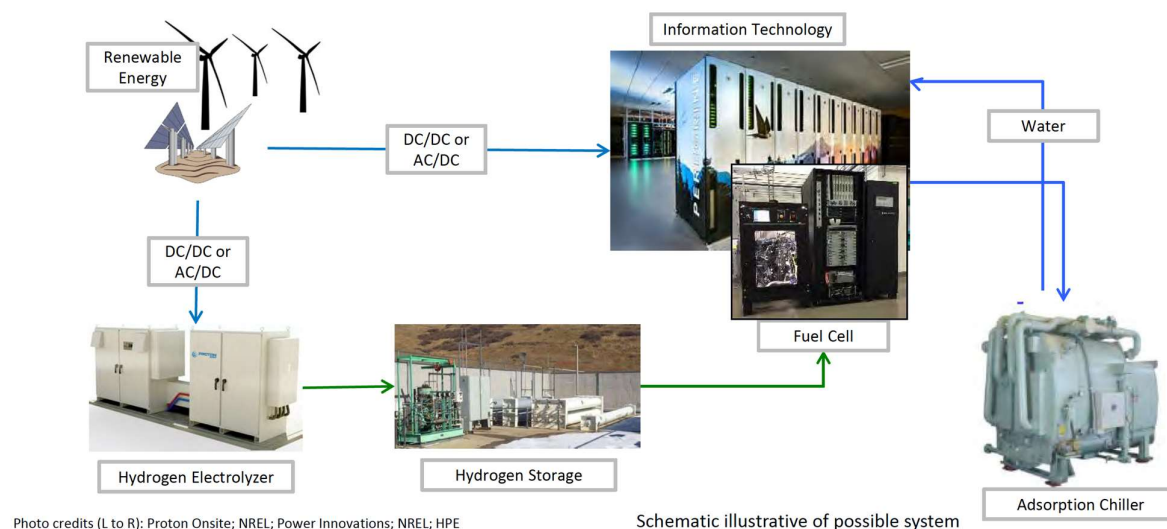 Information Technology
Renewable
Energy
DC/DC or
AC/DC
Water
DC/DC or
AC/DC
Fuel Cell
Hydrogen Electrolyzer
Hydrogen Storage
Adsorption Chiller
Photo credits (L to R): Proton Onsite; NREL; Power Innovations; NREL; HPE
Schematic illustrative of possible system